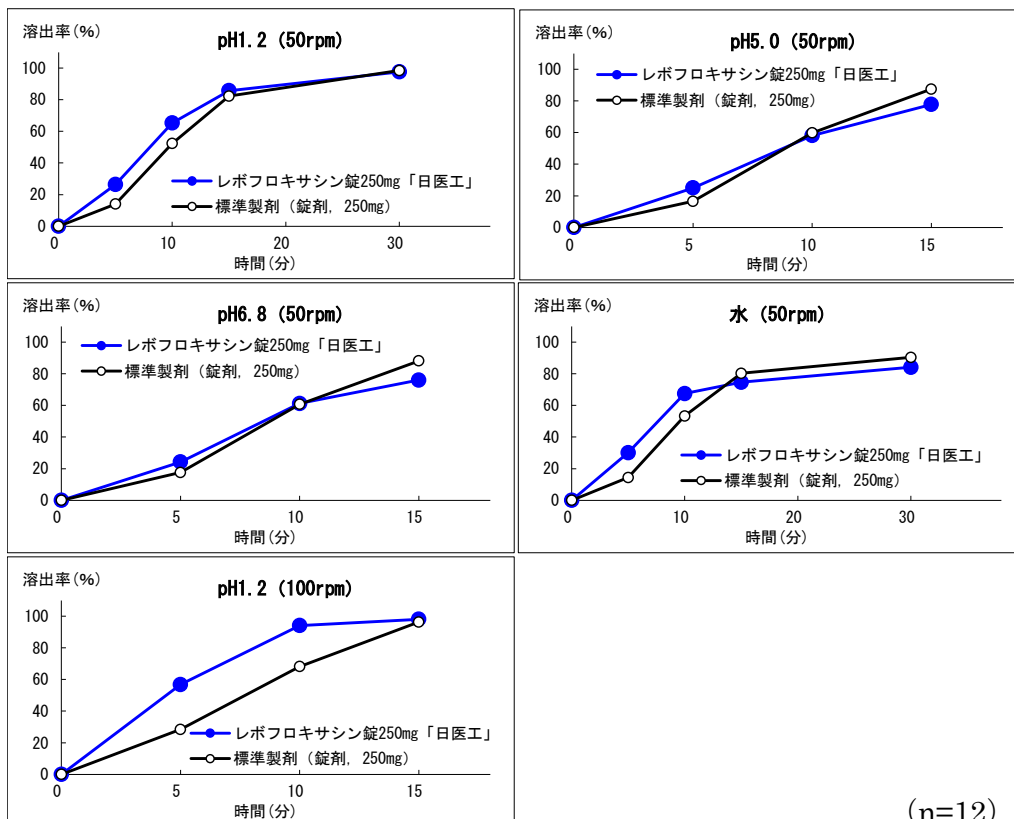 溶出率(%)
pH1.2 (50rpm)
100
80
60
40
20
0
レボフロキサシン錠250mg「日医工」
標準製剤(錠剤, 250mg)
0
10
20
30
時間(分)
溶出率(%)
pH5.0 (50rpm)
100
80
60
40
20
0
レボフロキサシン錠250mg「日医工」
標準製剤(錠剤, 250mg)
0
5
10
15
時間(分)
溶出率(%)
pH6.8 (50rpm)
100
80
60
40
20
0
レボフロキサシン錠250mg「日医工」
標準製剤(錠剤, 250mg)
0
5
10
15
時間(分)
溶出率(%)
水 (50rpm)
100
80
60
40
20
0
レボフロキサシン錠250mg「日医工」
標準製剤(錠剤, 250mg)
0
10
20
30
時間(分)
溶出率(%)
pH1.2 (100rpm)
100
80
60
40
20
0
レボフロキサシン錠250mg「日医工」
標準製剤(錠剤, 250mg)
0
5
10
15
時間(分)
(n=12)